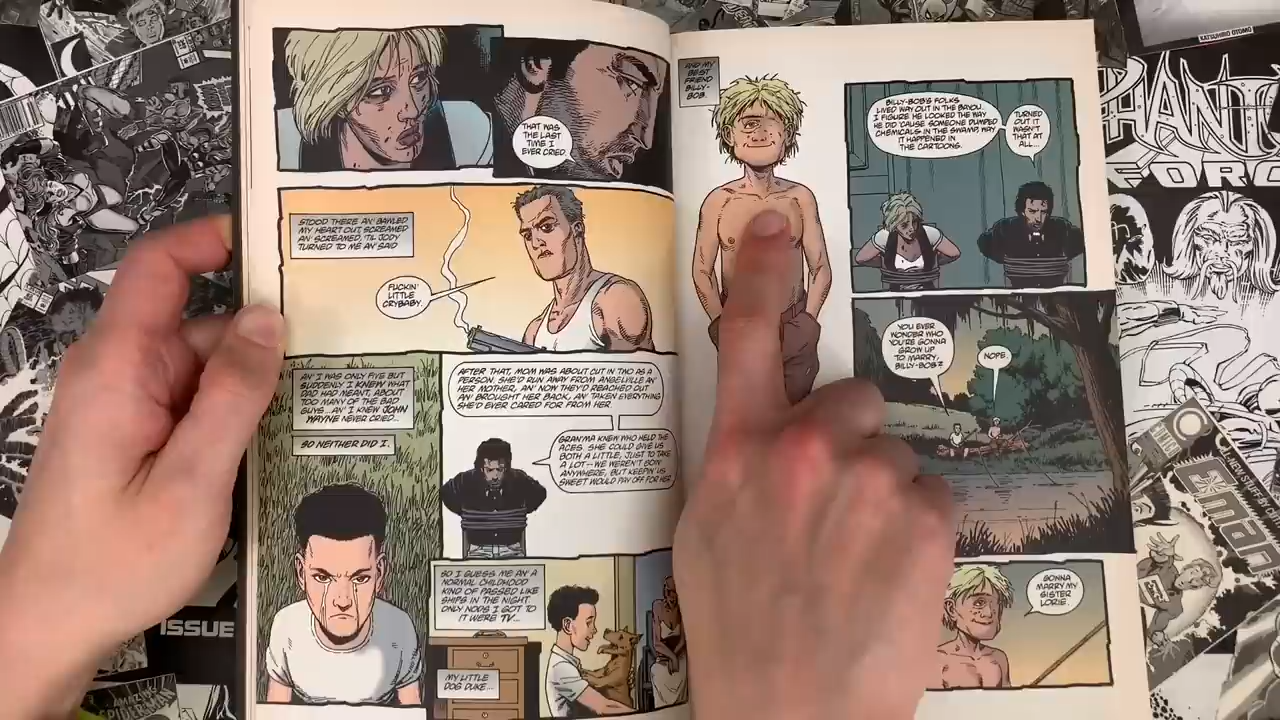 THAT WAS
THE LAST
TIME I
EVER CRIED.
STOOD THERE AN' BAWLED
MY HEART OUT, SCREAMED
AN' SCREAMED, 'TIL JODY
TURNED TO ME AN' SAID
FUCKIN'
LITTLE
CRYBABY.
AN' I WAS ONLY FIVE BUT
SUDDENLY I KNEW WHAT
DAD HAD MEANT, ABOUT
TOO MANY OF THE BAD
GUYS... AN' I KNEW JOHN
WAYNE NEVER CRIED...
SO NEITHER DID I.
AFTER THAT, MOM WAS ABOUT CUT IN TWO AS A
PERSON. SHE'D RUN AWAY FROM ANGELVILLE AN'
HER MOTHER, AN' NOW THEY'D REACHED OUT
AN' BROUGHT HER BACK, AN' TAKEN EVERYTHING
SHE'D EVER CARED FOR FROM HER.
GRAN'MA KNEW WHO HELD THE
ACES. SHE COULD GIVE US
BOTH A LITTLE, JUST TO TAKE
A LOT--WE WEREN'T GOIN'
ANYWHERE, BUT KEEPIN' US
SWEET WOULD PAY OFF FOR HER.
SO I GUESS ME AN' A
NORMAL CHILDHOOD
KIND OF PASSED LIKE
SHIPS IN THE NIGHT.
ONLY NODS I GOT TO
IT WERE TV...
MY LITTLE
DOG DUKE...
AND MY
BEST
FRIEND
BILLY-
BOB.
BILLY-BOB'S FOLKS
LIVED WAY OUT IN THE BAYOU.
I FIGURE HE LOOKED THE WAY
HE DID 'CAUSE SOMEONE DUMPED
CHEMICALS IN THE SWAMP, WAY
IT HAPPENED IN
THE CARTOONS.
TURNED
OUT IT
WASN'T
THAT AT
ALL...
YOU EVER
WONDER WHO
YOU'RE GONNA
GROW UP
TO MARRY,
BILLY-BOB?
NOPE.
GONNA
MARRY MY
SISTER
LORIE.
ISSUE
KATSUHIRO OTOMO
FORC